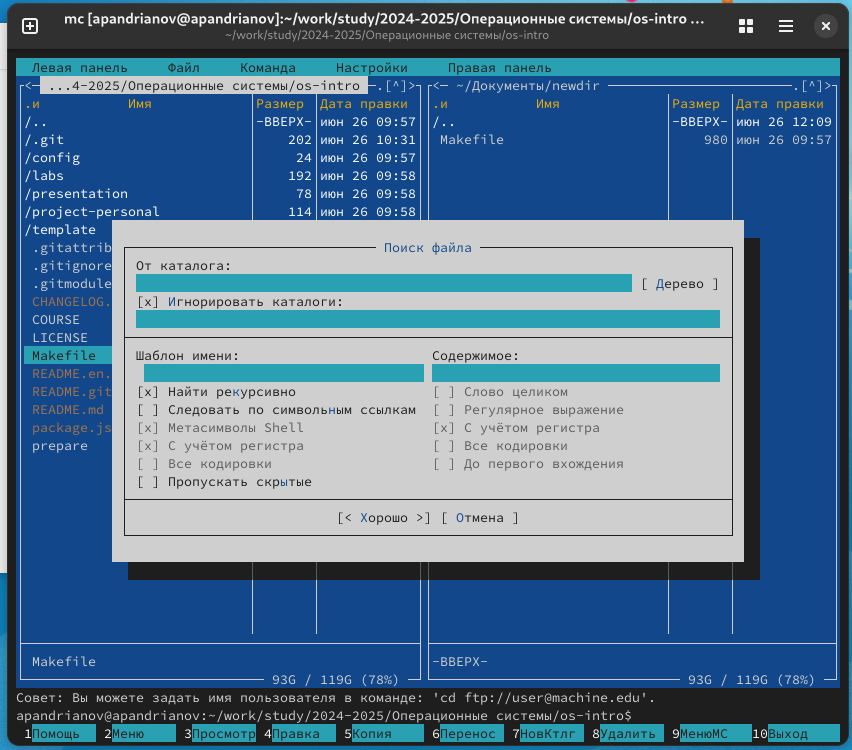 mc [apandrianov@apandrianov]:~/work/study/2024-2025/Операционные системы/os-intro ...
~/work/study/2024-2025/Операционные системы/os-intro
Левая панель Файл Команда Настройки Правая панель
<— ...4-2025/Операционные системы/os-intro —.[^]> <— ~/Документы/newdir —.[^]>
.и Имя Размер Дата правки .и Имя Размер Дата правки
/.. -ВВЕРХ- июн 26 09:57 /.. -ВВЕРХ- июн 26 12:09
/.git 202 июн 26 10:31 Makefile 980 июн 26 09:57
/config 24 июн 26 09:57
/labs 192 июн 26 09:58
/presentation 78 июн 26 09:58
/project-personal 114 июн 26 09:58
/template
.gitattrib
Поиск файла
.gitignore
От каталога:
.gitmodule
[ Дерево ]
CHANGELOG.
[x] Игнорировать каталоги:
COURSE
LICENSE
Makefile
Шаблон имени: Содержимое:
README.en.
README.git
[x] Найти рекурсивно [ ] Слово целиком
README.md
[ ] Следовать по символьным ссылкам [ ] Регулярное выражение
package.js
[x] Метасимволы Shell [x] С учётом регистра
prepare
[x] С учётом регистра [ ] Все кодировки
[ ] Все кодировки [ ] До первого вхождения
[ ] Пропускать скрытые
[< Хорошо >] [ Отмена ]
Makefile -ВВЕРХ-
93G / 119G (78%) 93G / 119G (78%)
Совет: Вы можете задать имя пользователя в команде: 'cd ftp://user@machine.edu'.
apandrianov@apandrianov:~/work/study/2024-2025/Операционные системы/os-intro$
1Помощь 2Меню 3Просмотр 4Правка 5Копия 6Перенос 7НовКтлг 8Удалить 9МенюMC 10Выход